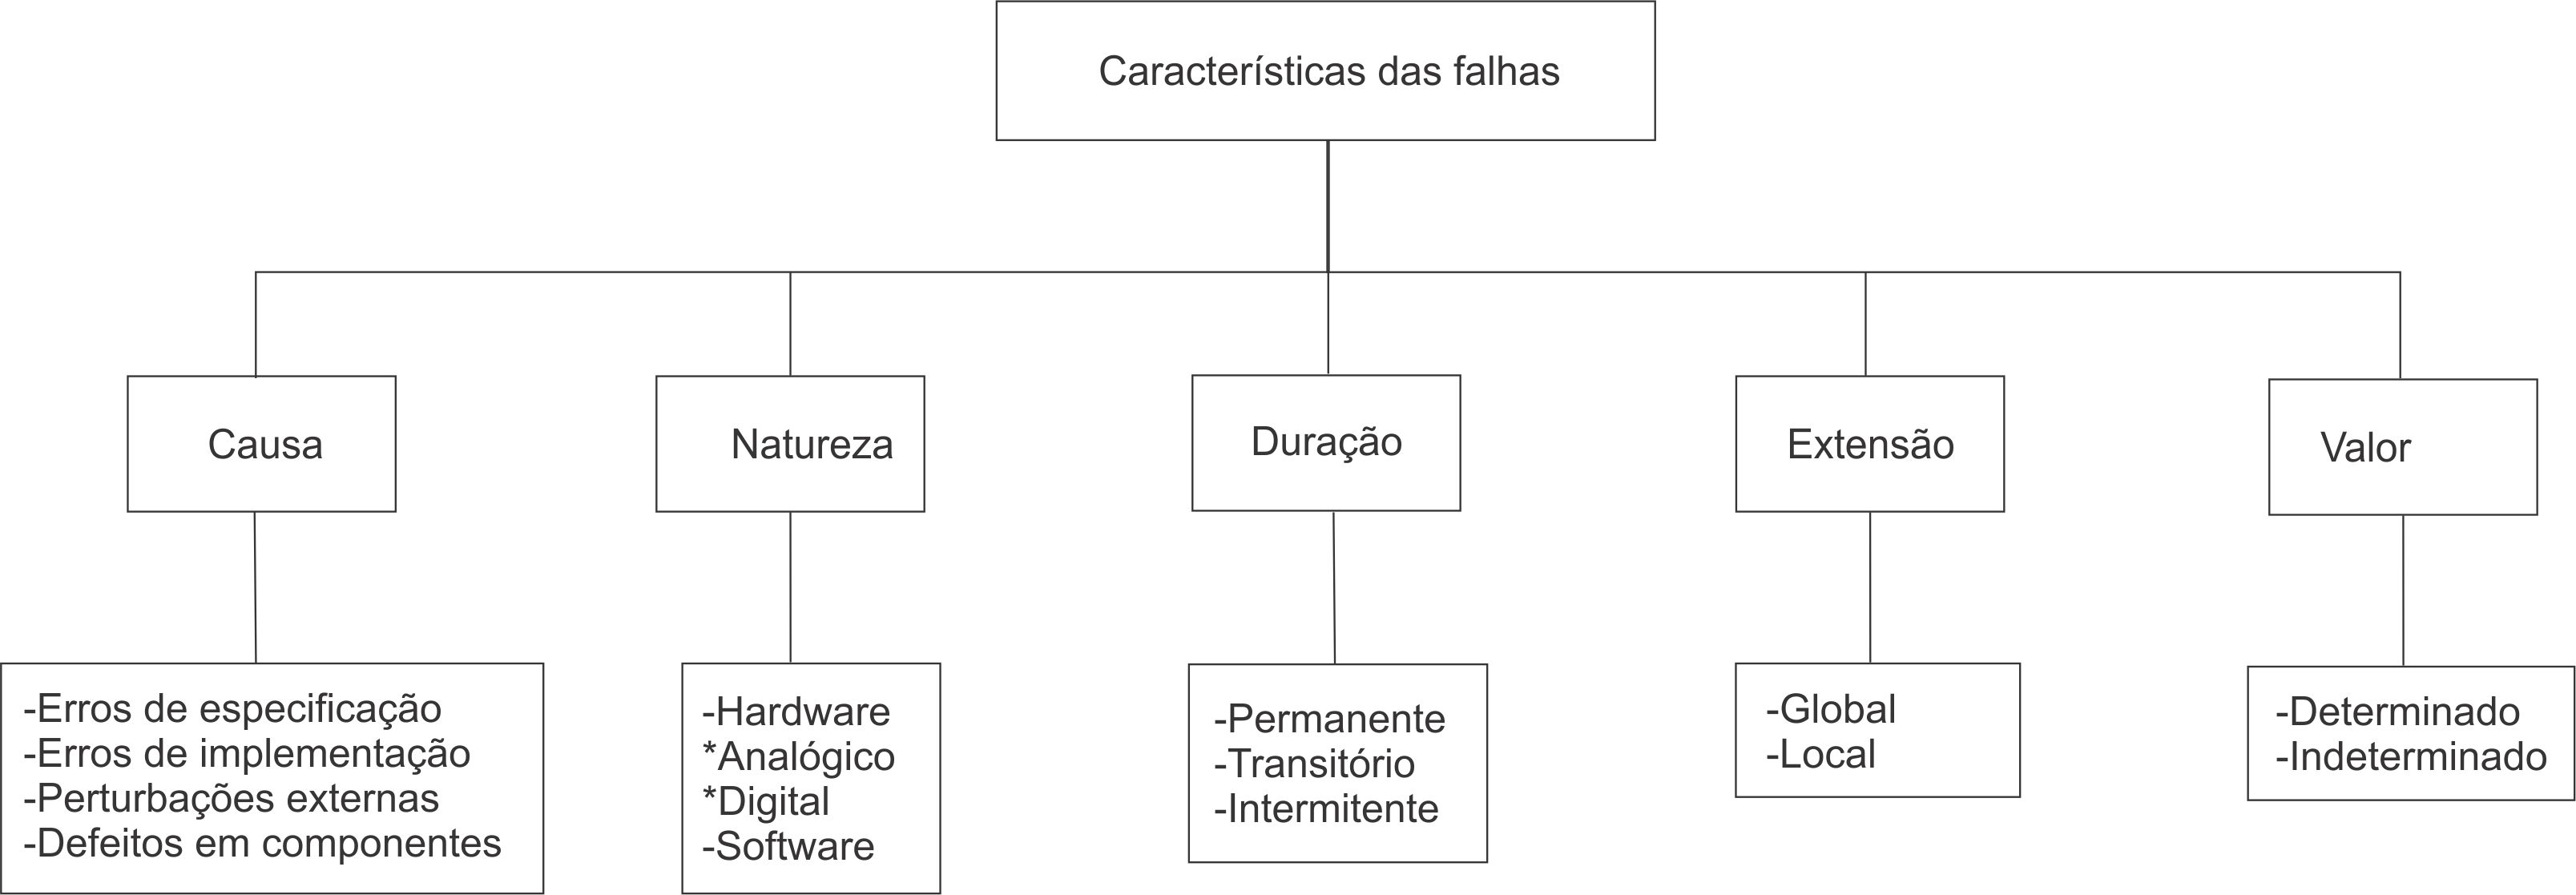 Características das falhas
Causa
Natureza
Duração
Extensão
Valor
-Erros de especificação
-Erros de implementação
-Perturbações externas
-Defeitos em componentes
-Hardware
*Analógico
*Digital
-Software
-Permanente
-Transitório
-Intermitente
-Global
-Local
-Determinado
-Indeterminado